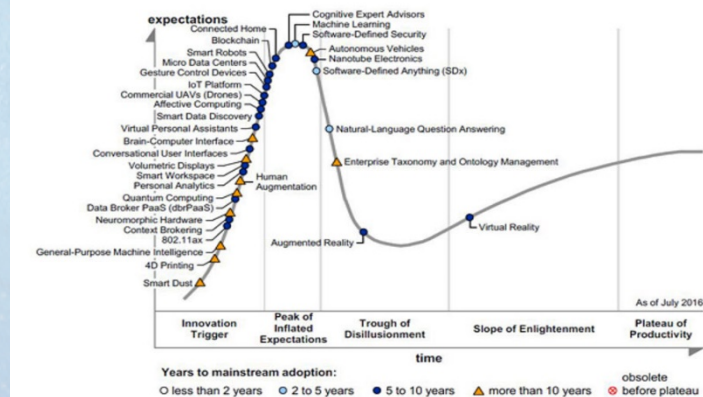 expectations
Connected Home
Blockchain
Smart Robots
Micro Data Centers
Gesture Control Devices
IoT Platform
Commercial UAVs (Drones)
Affective Computing
Smart Data Discovery
Virtual Personal Assistants
Brain-Computer Interface
Conversational User Interfaces
Volumetric Displays
Smart Workspace
Personal Analytics
Quantum Computing
Data Broker PaaS (dbrPaaS)
Neuromorphic Hardware
Context Brokering
802.11ax
General-Purpose Machine Intelligence
4D Printing
Smart Dust
Human
Augmentation
Cognitive Expert Advisors
Machine Learning
Software-Defined Security
Autonomous Vehicles
Nanotube Electronics
Software-Defined Anything (SDx)
Natural-Language Question Answering
Enterprise Taxonomy and Ontology Management
Augmented Reality
Virtual Reality
As of July 2016
Innovation
Trigger
Peak of
Inflated
Expectations
Trough of
Disillusionment
Slope of Enlightenment
Plateau of
Productivity
time
Years to mainstream adoption:
less than 2 years
2 to 5 years
5 to 10 years
more than 10 years
obsolete
before plateau